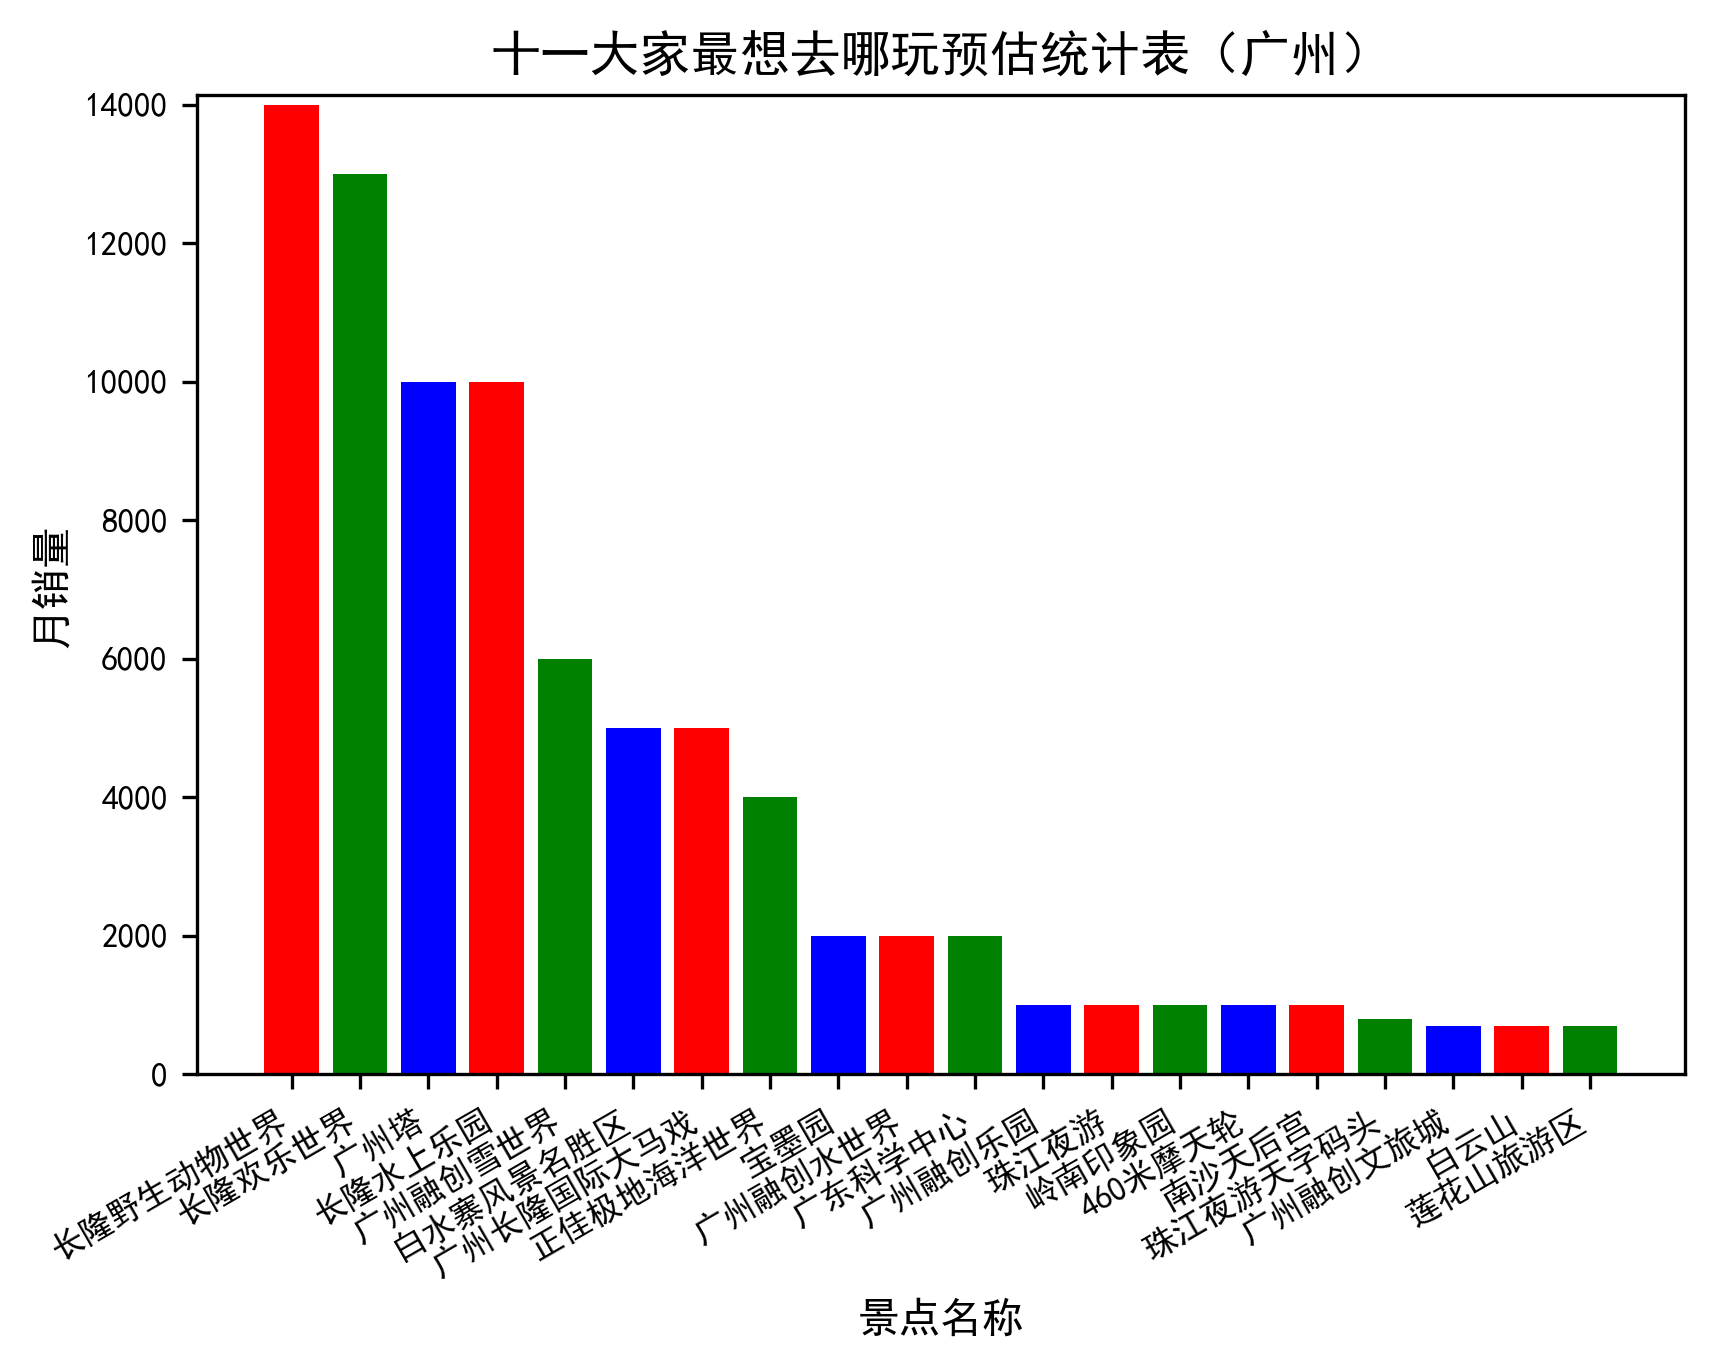 十一大家最想去哪玩预估统计表（广州）
月销量
14000
12000
10000
8000
6000
4000
2000
0
长隆野生动物世界
长隆欢乐世界
广州塔
长隆水上乐园
广州融创雪世界
白水寨风景名胜区
广州长隆国际大马戏
正佳极地海洋世界
宝墨园
广州融创水世界
广东科学中心
广州融创乐园
珠江夜游
岭南印象园
460米摩天轮
南沙天后宫
珠江夜游天字码头
广州融创文旅城
白云山
莲花山旅游区
景点名称